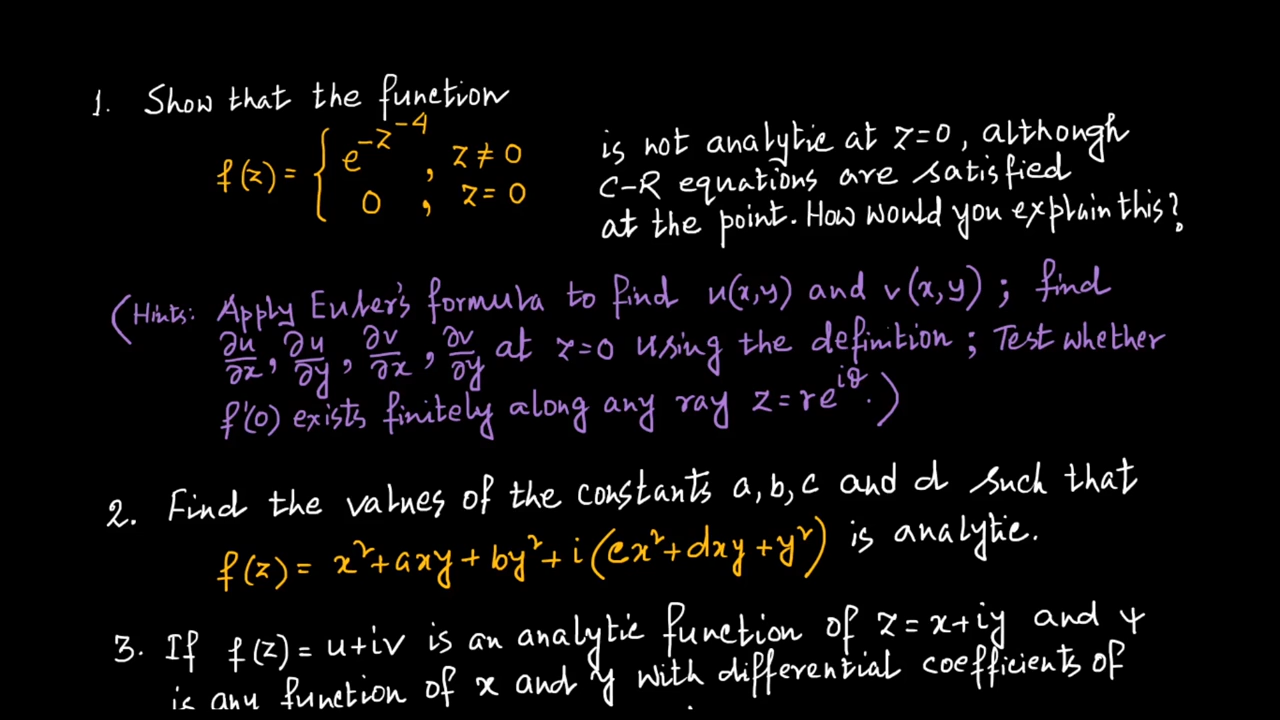 1. Show that the function
f(z) = { e^{-z^{-4}}, z ≠ 0
0, z = 0
is not analytic at z=0, although
C-R equations are satisfied
at the point. How would you explain this?
(Hints: Apply Euler's formula to find u(x,y) and v(x,y); find
∂u/∂x, ∂u/∂y, ∂v/∂x, ∂v/∂y at z=0 using the definition; Test whether
f'(0) exists finitely along any ray z=re^{iθ}.)
2. Find the values of the constants a, b, c and d such that
f(z) = x²+axy+by²+i(cx²+dxy+y²) is analytic.
3. If f(z) = u+iv is an analytic function of z=x+iy and ψ
is any function of x and y with differential coefficients of